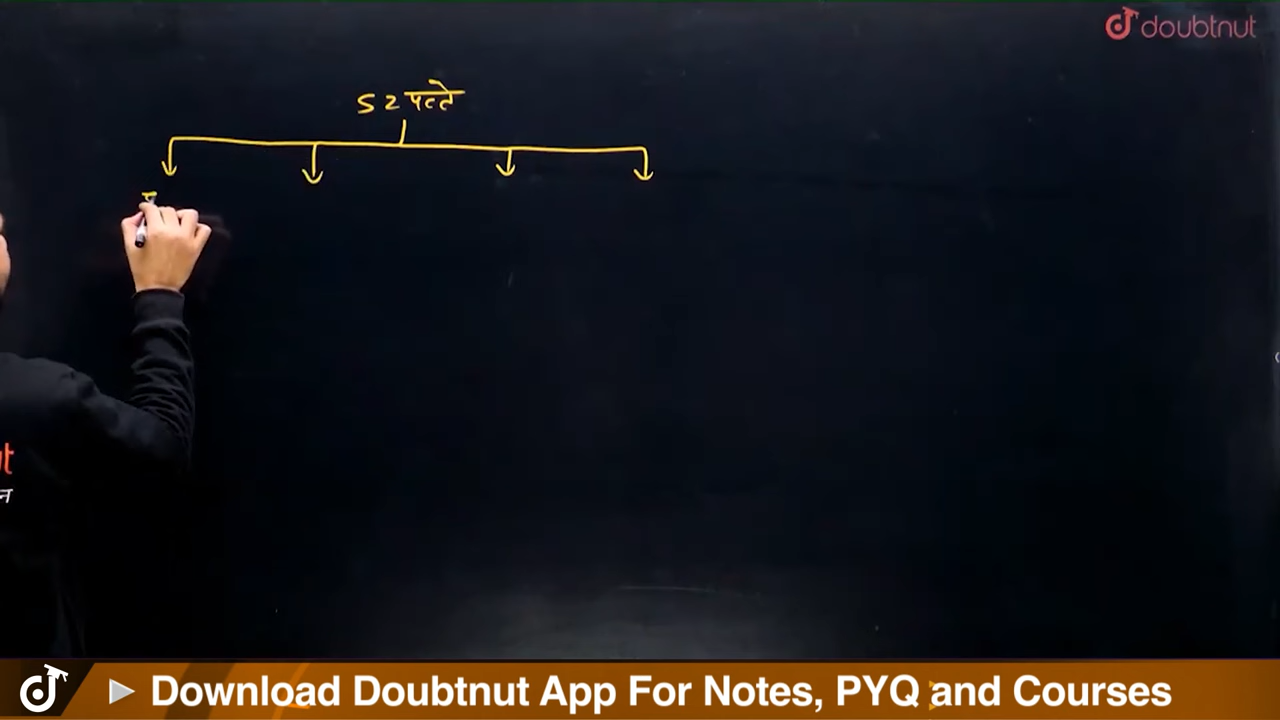 doubtnut
52 पत्ते
Download Doubtnut App For Notes, PYQ and Courses